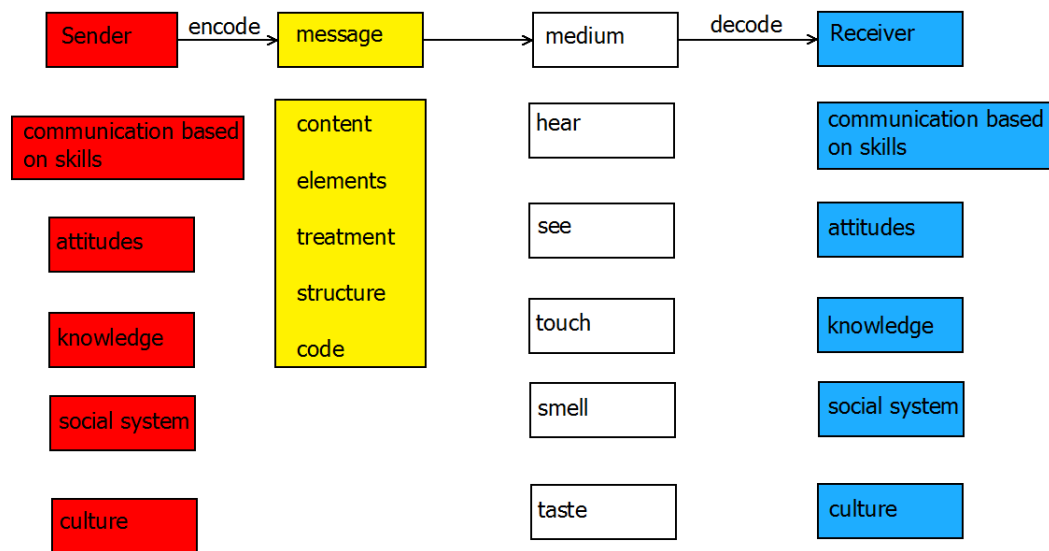 Sender
encode
message
medium
decode
Receiver
communication based
on skills
attitudes
knowledge
social system
culture
content
elements
treatment
structure
code
hear
see
touch
smell
taste
communication based
on skills
attitudes
knowledge
social system
culture